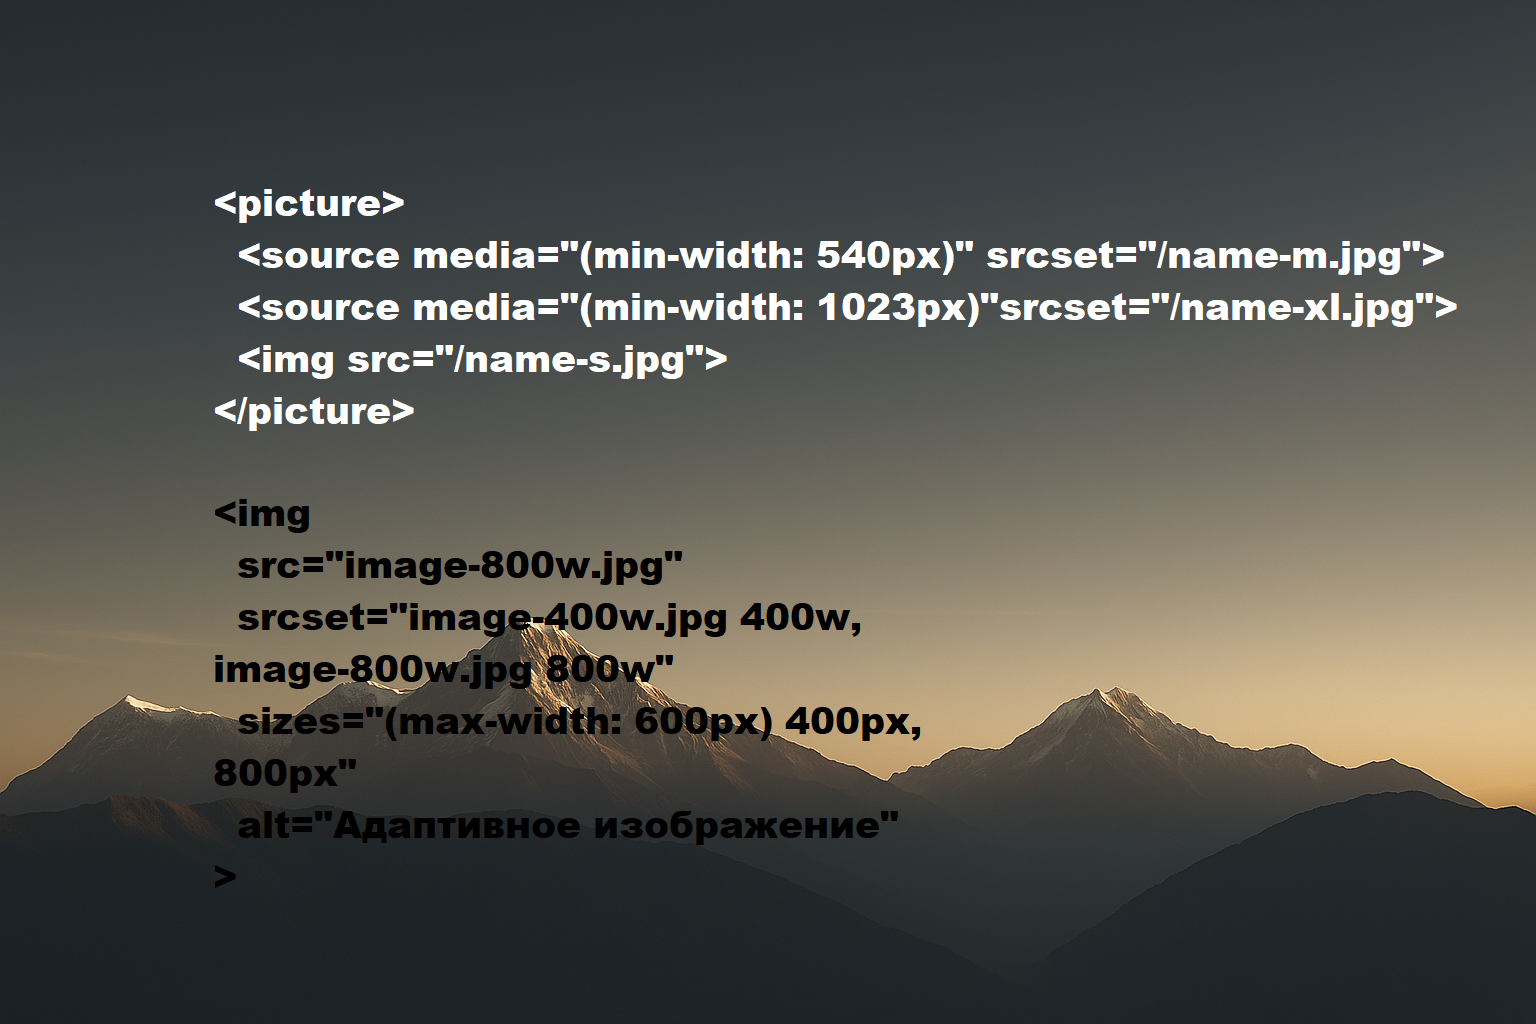 <picture>
<source media="(min-width: 540px)" srcset="/name-m.jpg">
<source media="(min-width: 1023px)"srcset="/name-xl.jpg">
<img src="/name-s.jpg">
</picture>
<img
src="image-800w.jpg"
srcset="image-400w.jpg 400w,
image-800w.jpg 800w"
sizes="(max-width: 600px) 400px,
800px"
alt="Адаптивное изображение"
>